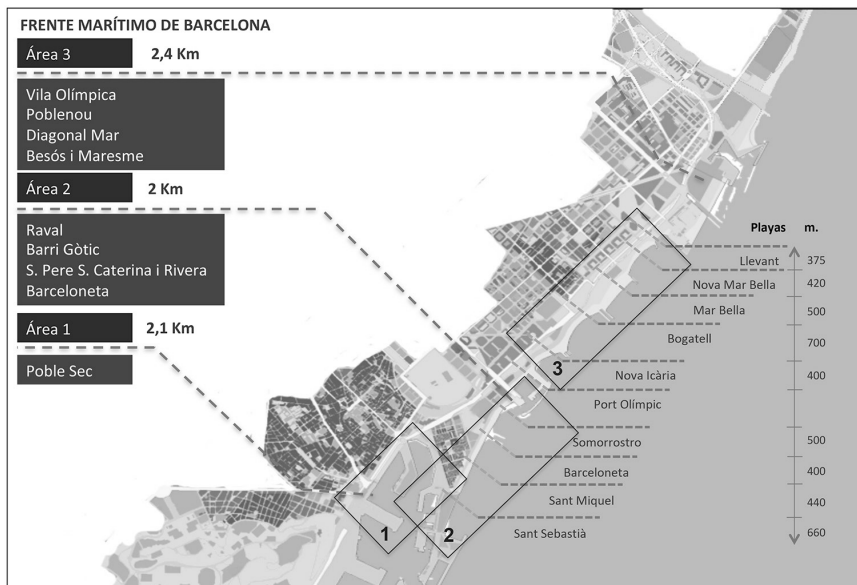 FRENTE MARÍTIMO DE BARCELONA
Área 3 2,4 Km
Vila Olímpica
Poblenou
Diagonal Mar
Besós i Maresme
Área 2 2 Km
Raval
Barri Gòtic
S. Pere S. Caterina i Rivera
Barceloneta
Área 1 2,1 Km
Poble Sec
Playas m.
Llevant 375
Nova Mar Bella 420
Mar Bella 500
Bogatell 700
Nova Icària 400
Port Olímpic
Somorrostro 500
Barceloneta 400
Sant Miquel 440
Sant Sebastià 660
3
1
2